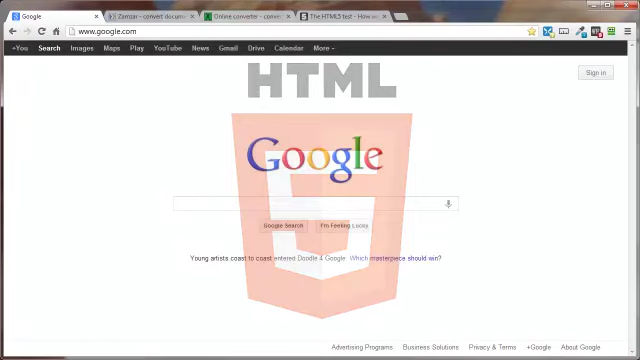 Google
Zamzar - convert docume
Online converter - convert
The HTML5 test - How w
www.google.com
+You Search Images Maps Play YouTube News Gmail Drive Calendar More
HTML
Sign in
Google
Google Search I'm Feeling Lucky
Young artists coast to coast entered Doodle 4 Google. Which masterpiece should win?
Advertising Programs Business Solutions Privacy & Terms +Google About Google